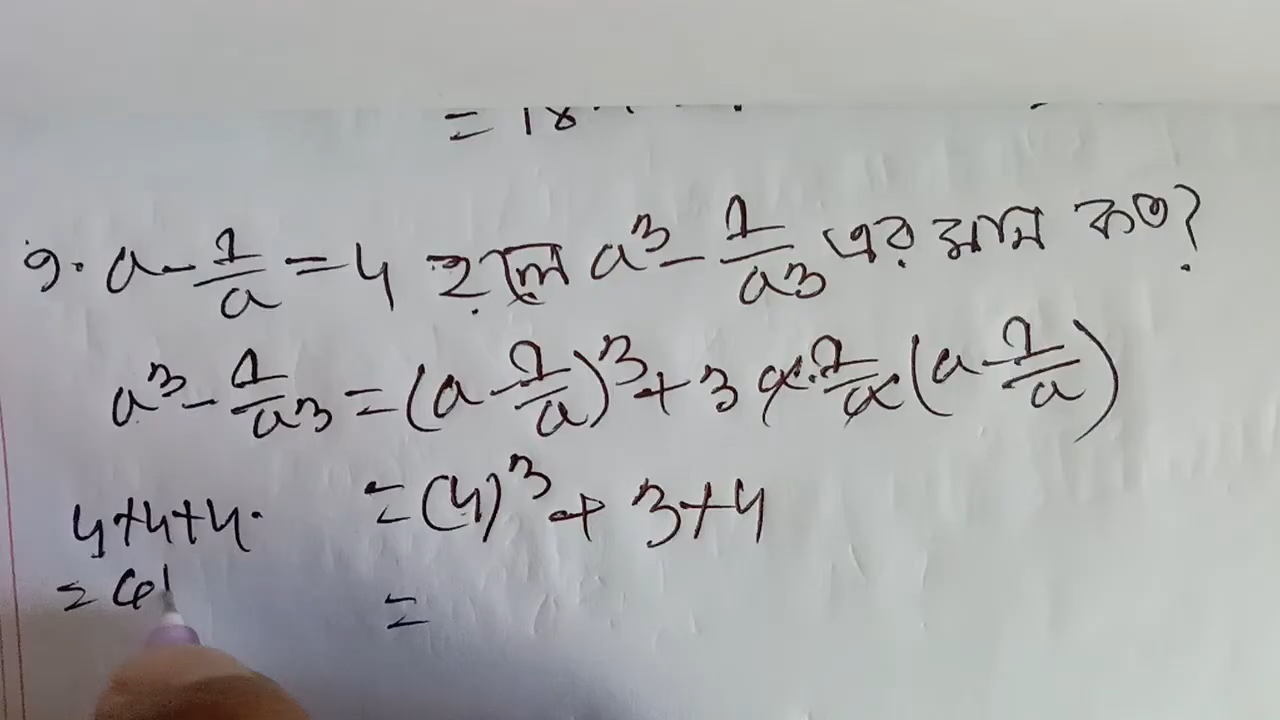 = 18
9. a - 1/a = 4 হলে a³ - 1/a³ এর মান কত?
a³ - 1/a³ = (a - 1/a)³ + 3 a . 1/a (a - 1/a)
= (4)³ + 3 + 4
4 + 4 + 4 .
=
= 6